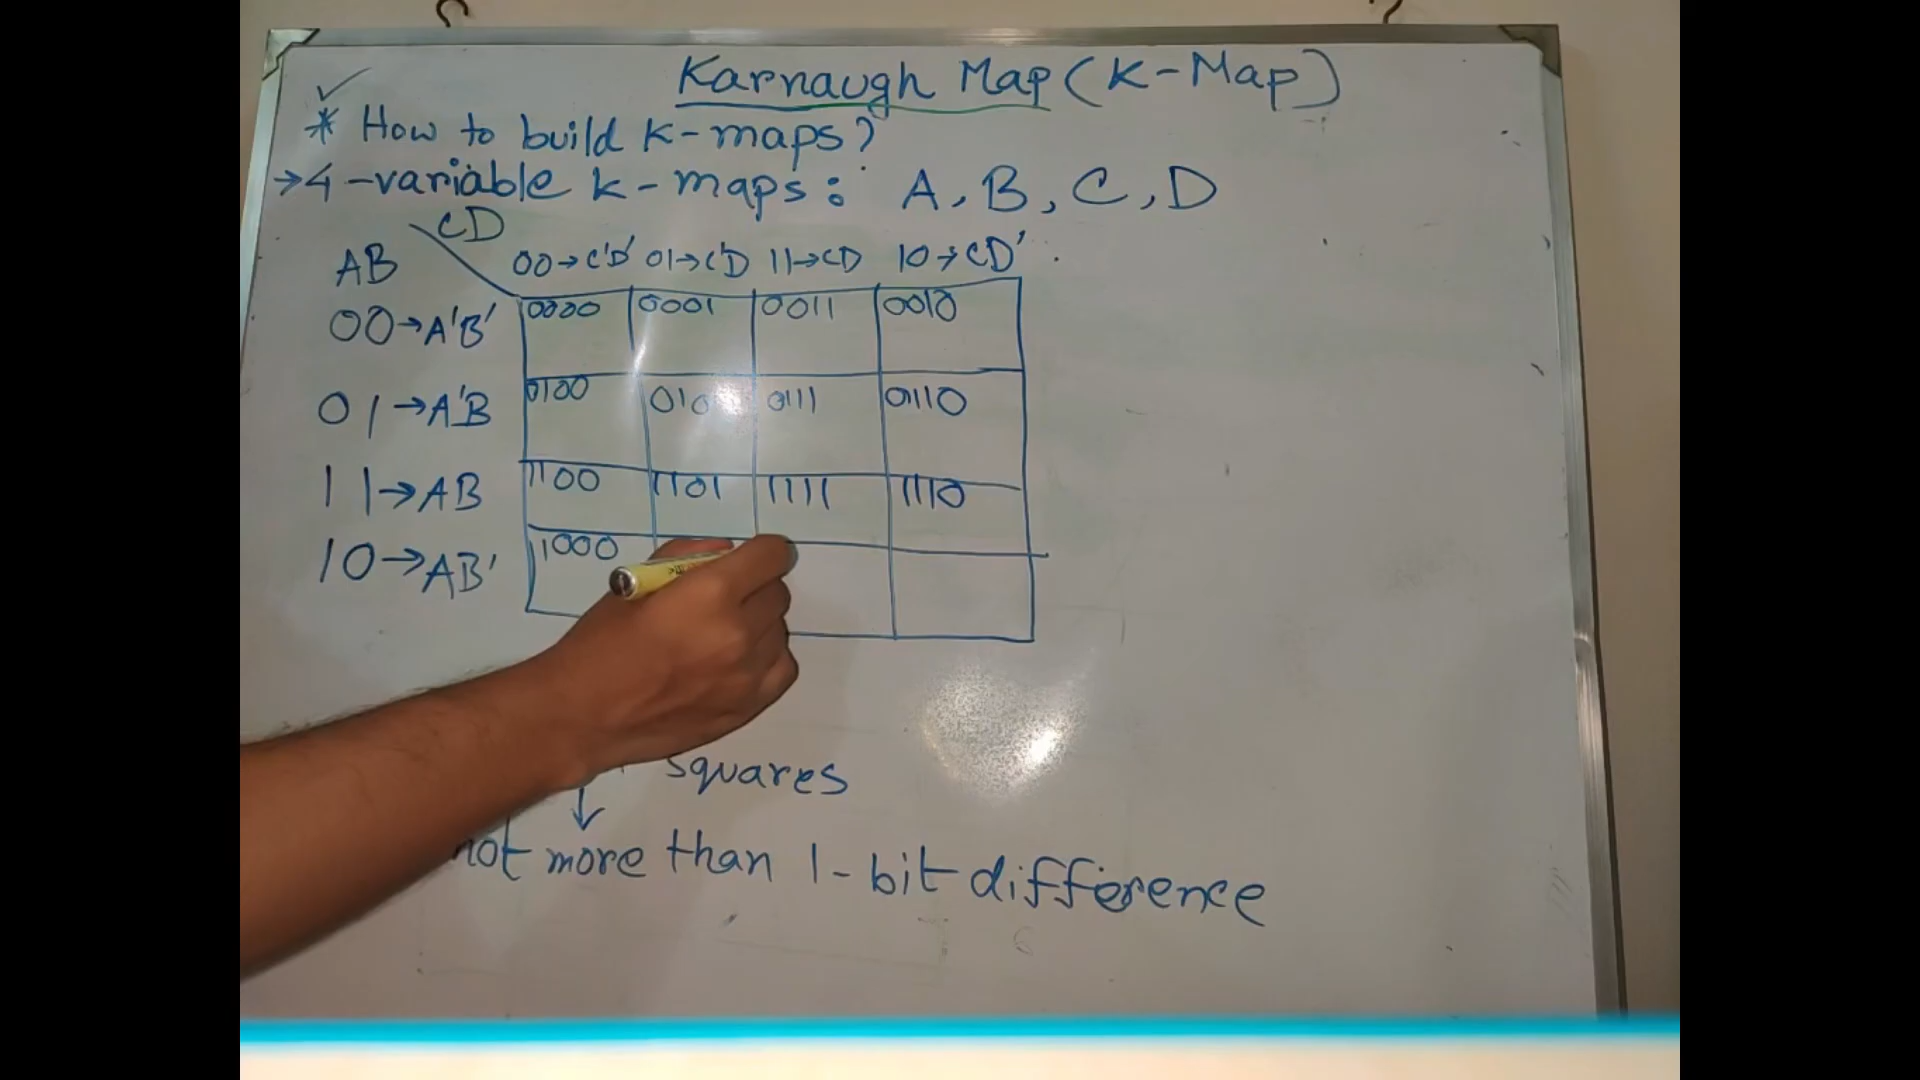 Karnaugh Map (K-Map)
* How to build K-maps?
→ 4-variable K-maps: A, B, C, D
CD
AB
00→C'D' 01→C'D 11→CD 10→CD'
00→A'B' 0000 0001 0011 0010
01→A'B 0100 010 0111 0110
11→AB 1100 1101 1111 1110
10→AB' 1000
squares
↓
not more than 1-bit difference